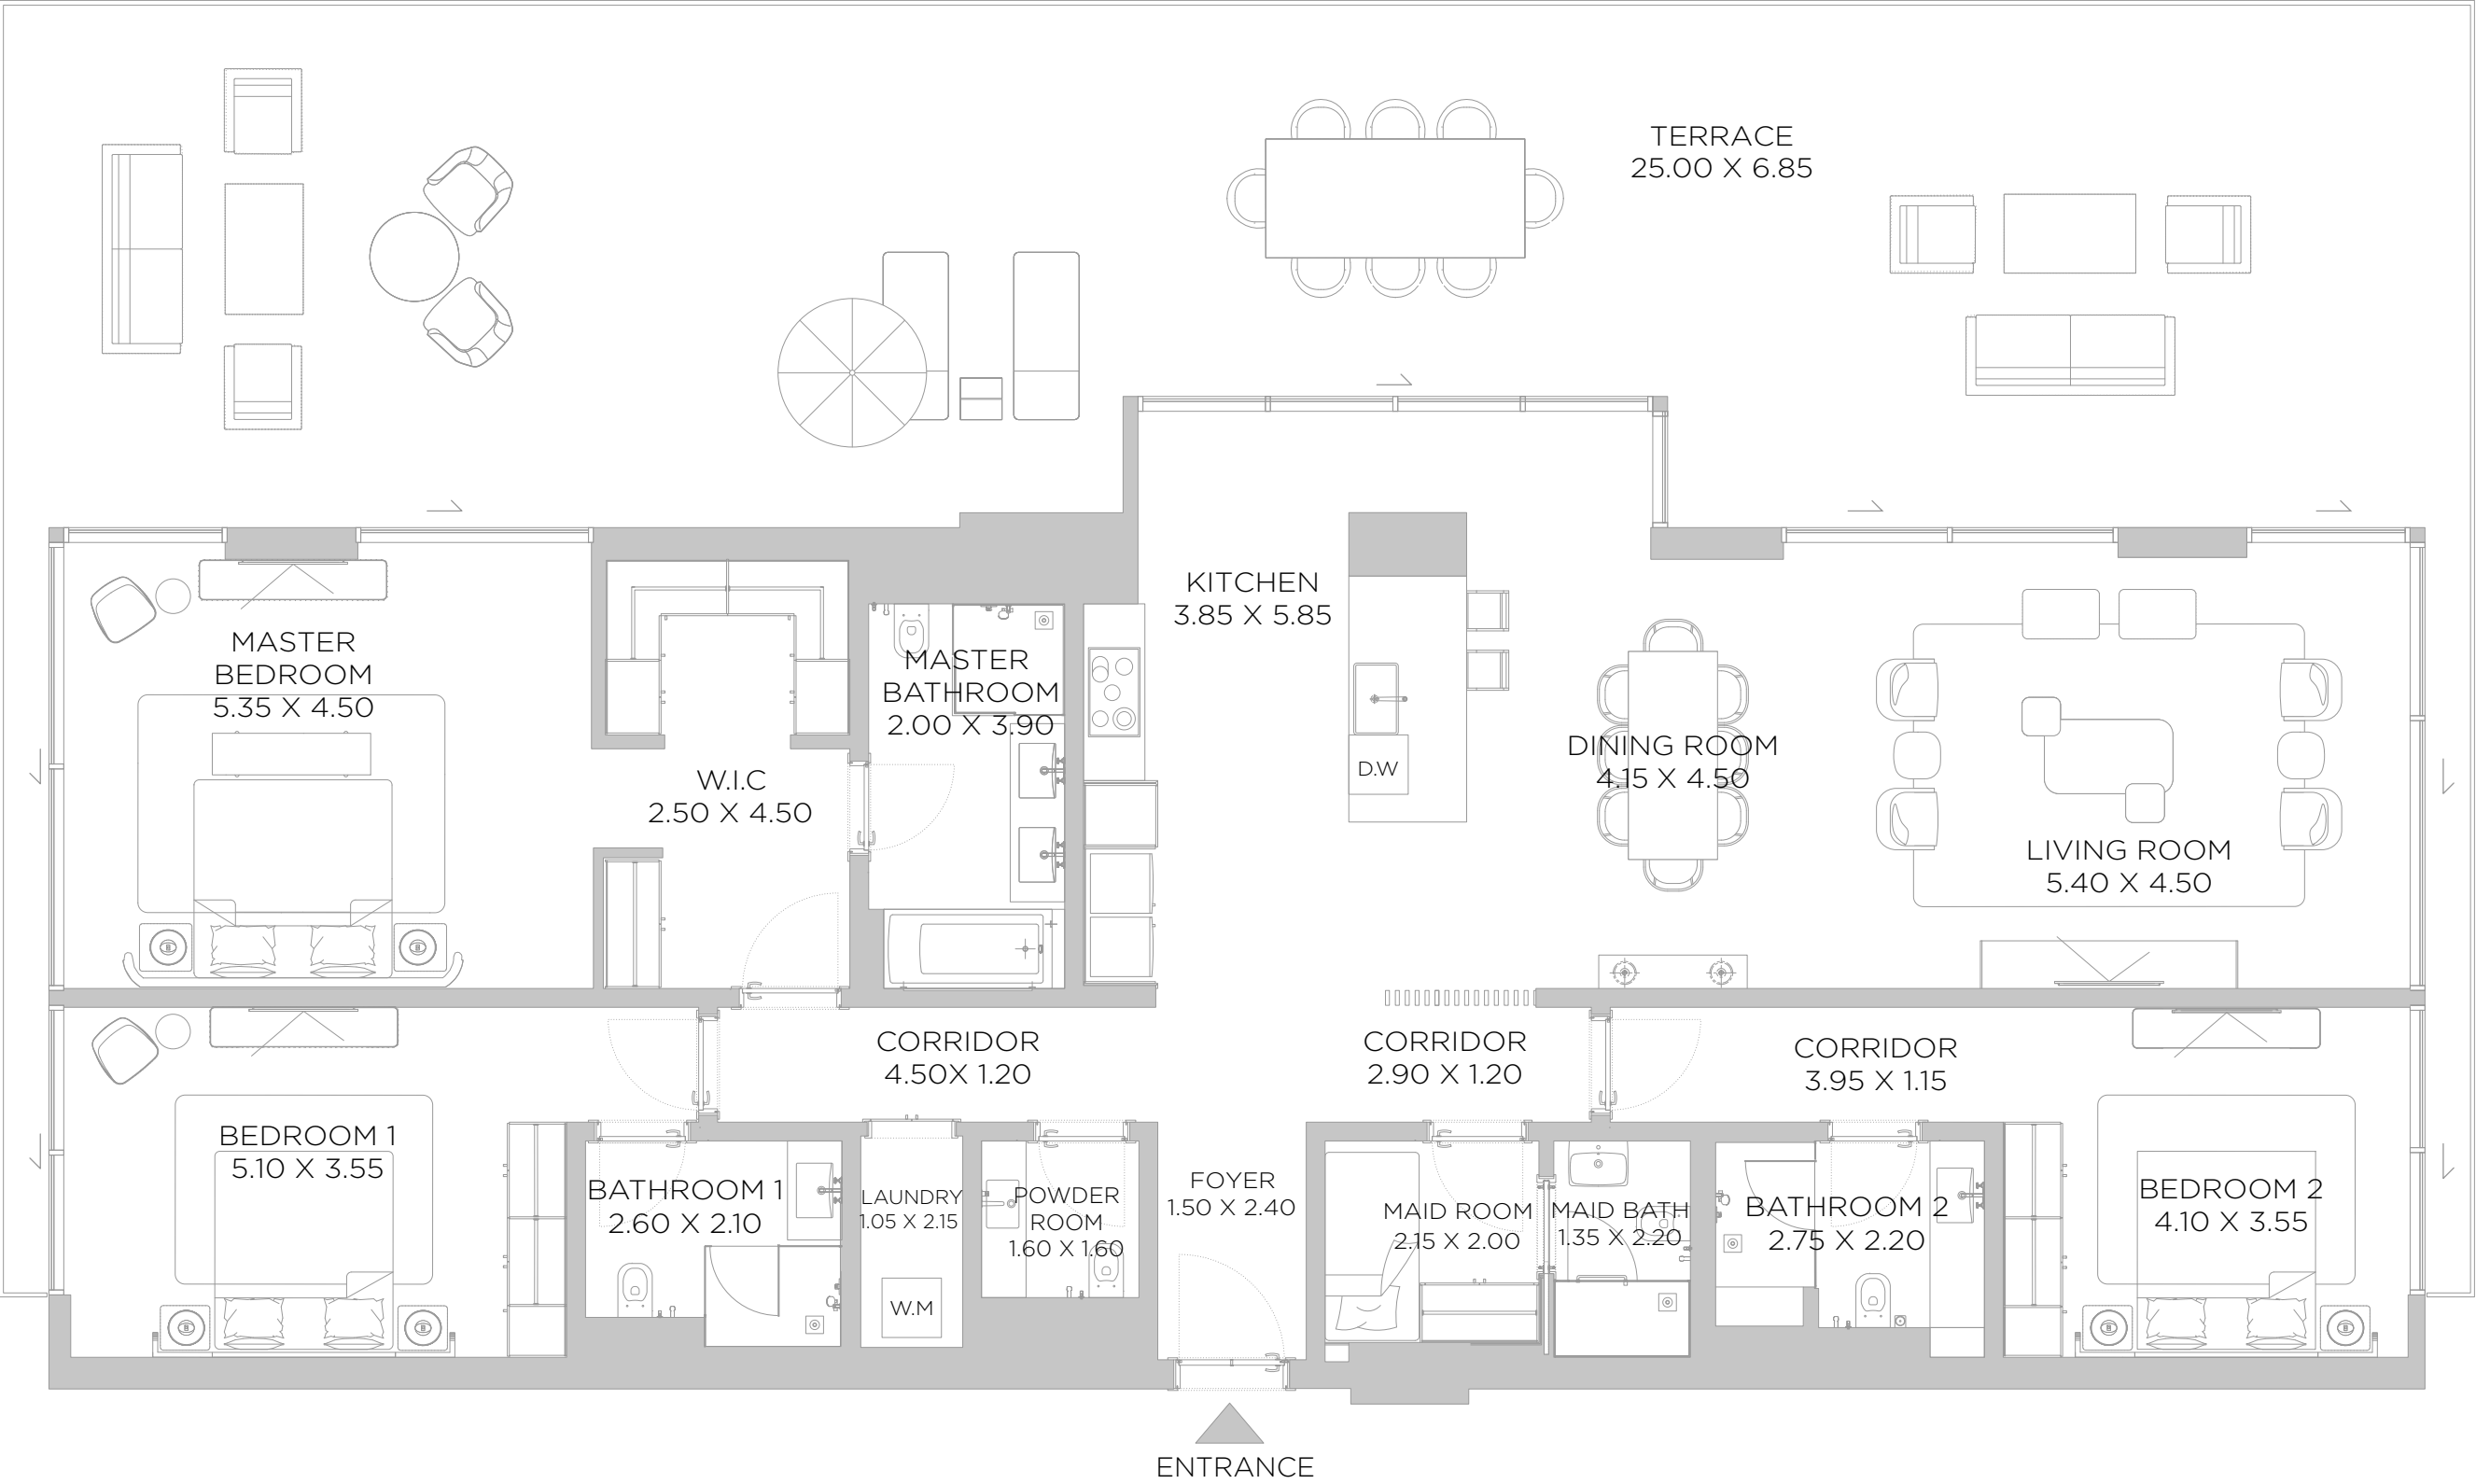 TERRACE
25.00 X 6.85
KITCHEN
3.85 X 5.85
MASTER
BEDROOM
5.35 X 4.50
MASTER
BATHROOM
2.00 X 3.90
W.I.C
2.50 X 4.50
D.W
DINING ROOM
4.15 X 4.50
LIVING ROOM
5.40 X 4.50
CORRIDOR
4.50X 1.20
CORRIDOR
2.90 X 1.20
CORRIDOR
3.95 X 1.15
BEDROOM 1
5.10 X 3.55
BATHROOM 1
2.60 X 2.10
LAUNDRY
1.05 X 2.15
W.M
POWDER
ROOM
1.60 X 1.60
FOYER
1.50 X 2.40
MAID ROOM
2.15 X 2.00
MAID BATH
1.35 X 2.20
BATHROOM 2
2.75 X 2.20
BEDROOM 2
4.10 X 3.55
ENTRANCE